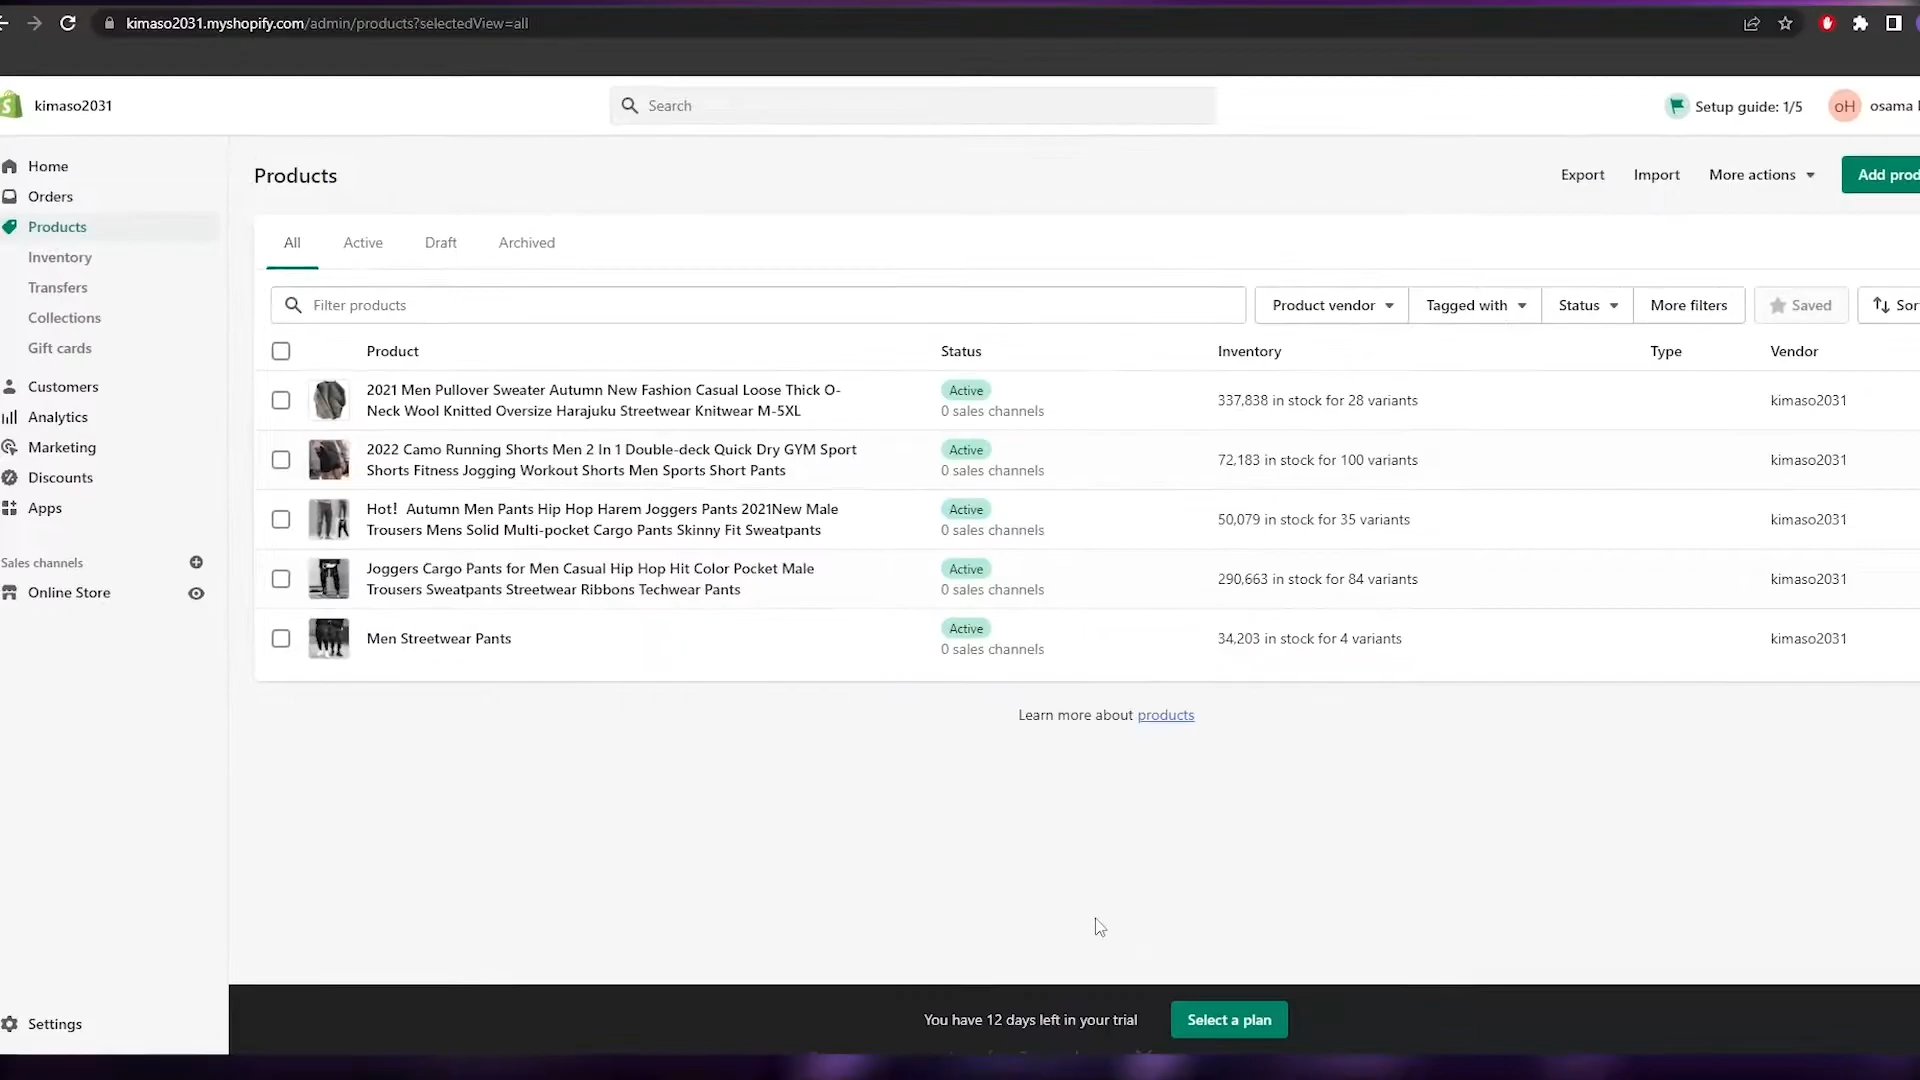 kimaso2031.myshopify.com/admin/products?selectedView=all
kimaso2031
Search
Setup guide: 1/5
oH
osama
Home
Orders
Products
Inventory
Transfers
Collections
Gift cards
Customers
Analytics
Marketing
Discounts
Apps
Sales channels
Online Store
Settings
Products
Export
Import
More actions
Add prod
All
Active
Draft
Archived
Filter products
Product vendor
Tagged with
Status
More filters
Saved
Sor
Product
Status
Inventory
Type
Vendor
2021 Men Pullover Sweater Autumn New Fashion Casual Loose Thick O-
Neck Wool Knitted Oversize Harajuku Streetwear Knitwear M-5XL
Active
0 sales channels
337,838 in stock for 28 variants
kimaso2031
2022 Camo Running Shorts Men 2 In 1 Double-deck Quick Dry GYM Sport
Shorts Fitness Jogging Workout Shorts Men Sports Short Pants
Active
0 sales channels
72,183 in stock for 100 variants
kimaso2031
Hot！Autumn Men Pants Hip Hop Harem Joggers Pants 2021New Male
Trousers Mens Solid Multi-pocket Cargo Pants Skinny Fit Sweatpants
Active
0 sales channels
50,079 in stock for 35 variants
kimaso2031
Joggers Cargo Pants for Men Casual Hip Hop Hit Color Pocket Male
Trousers Sweatpants Streetwear Ribbons Techwear Pants
Active
0 sales channels
290,663 in stock for 84 variants
kimaso2031
Men Streetwear Pants
Active
0 sales channels
34,203 in stock for 4 variants
kimaso2031
Learn more about products
You have 12 days left in your trial
Select a plan